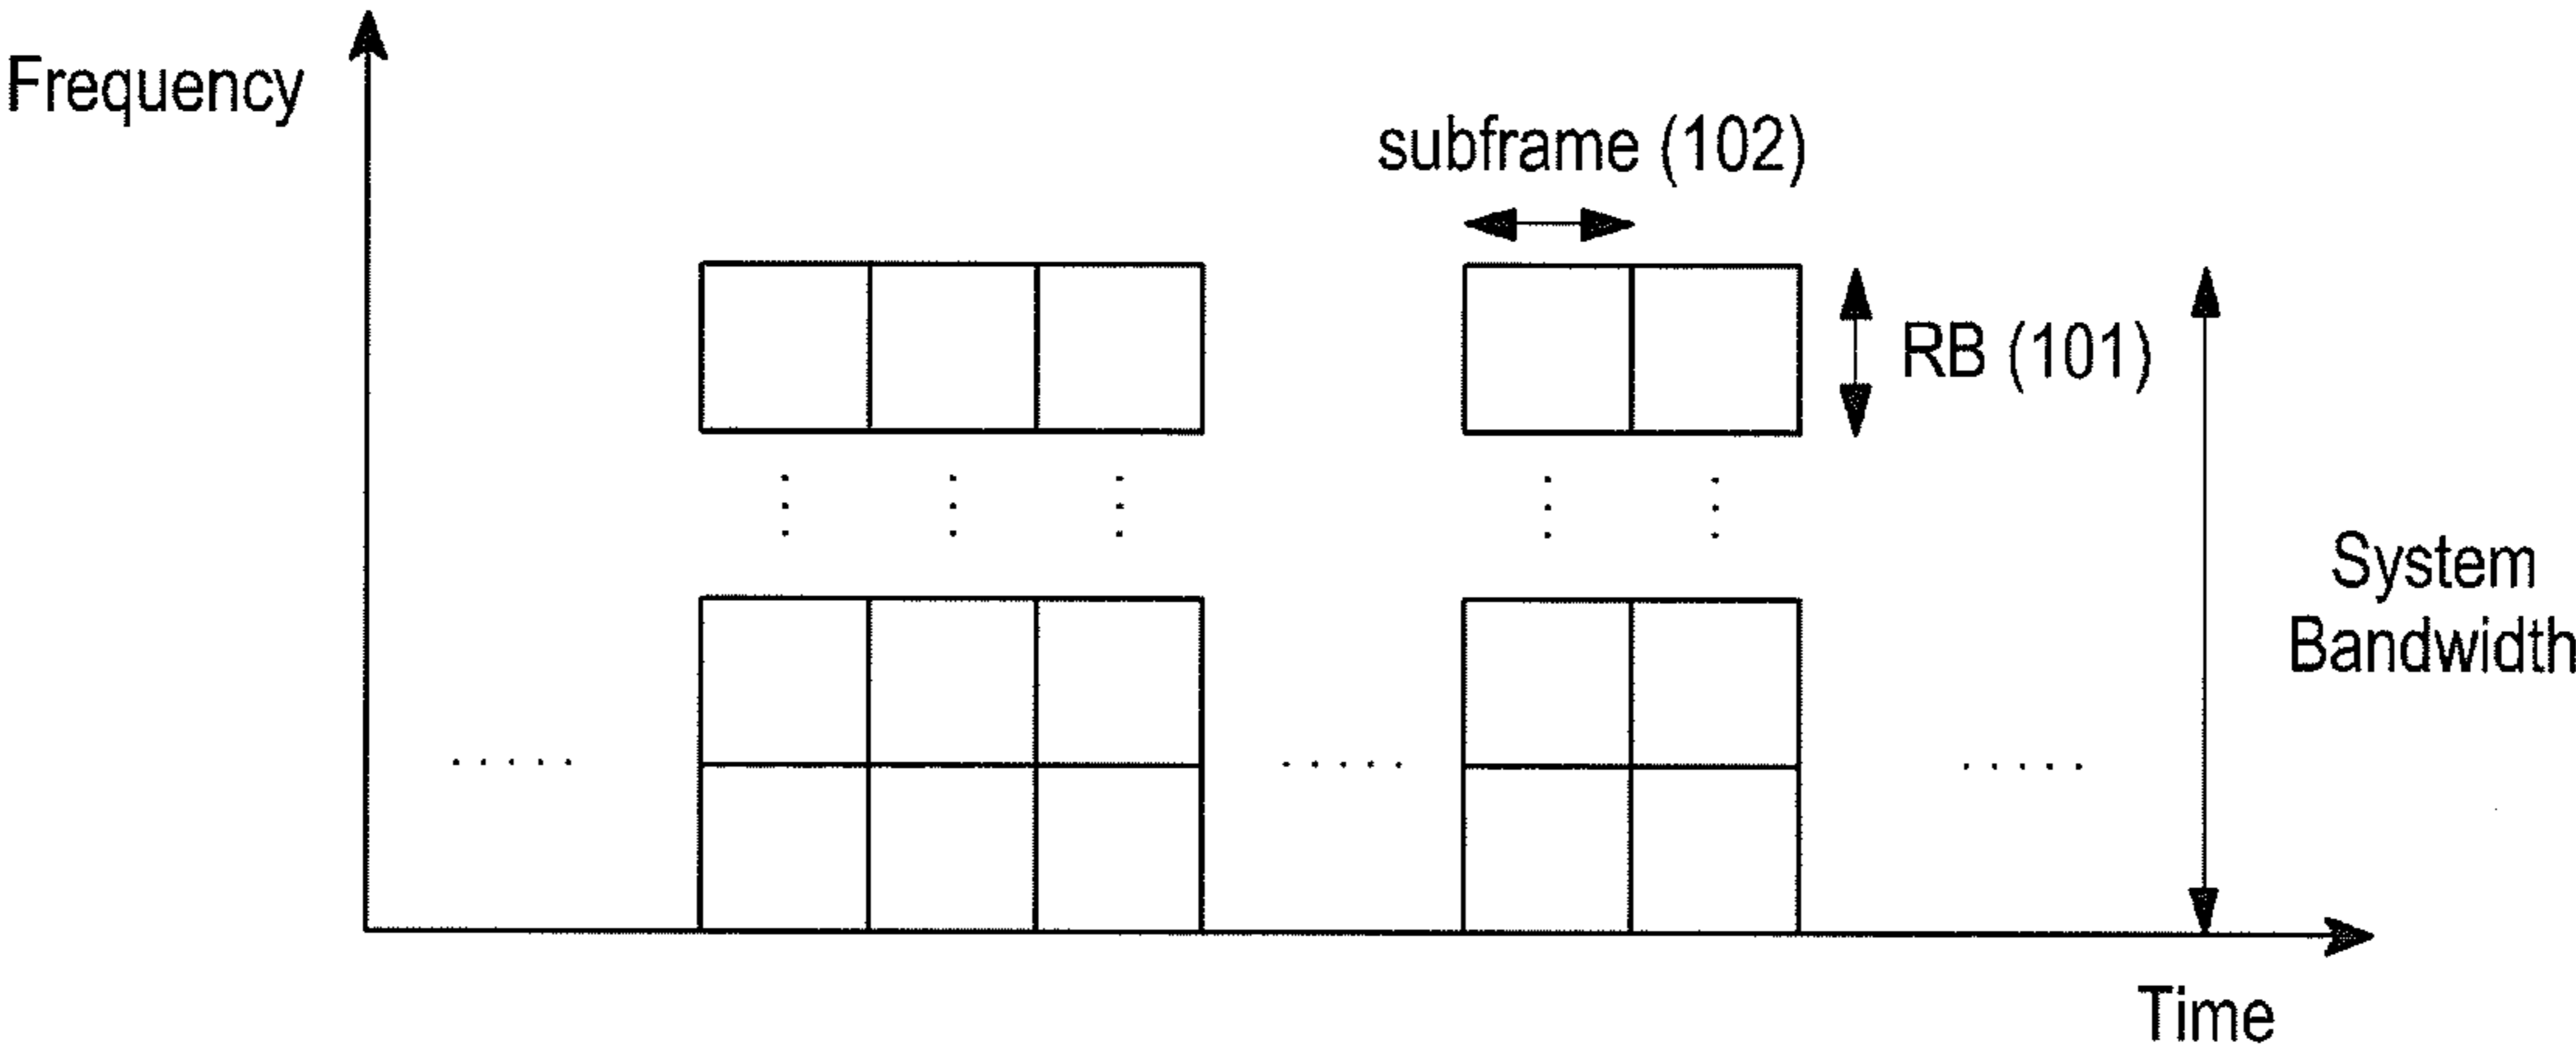 Frequency
subframe (102)
RB (101)
System
Bandwidth
Time